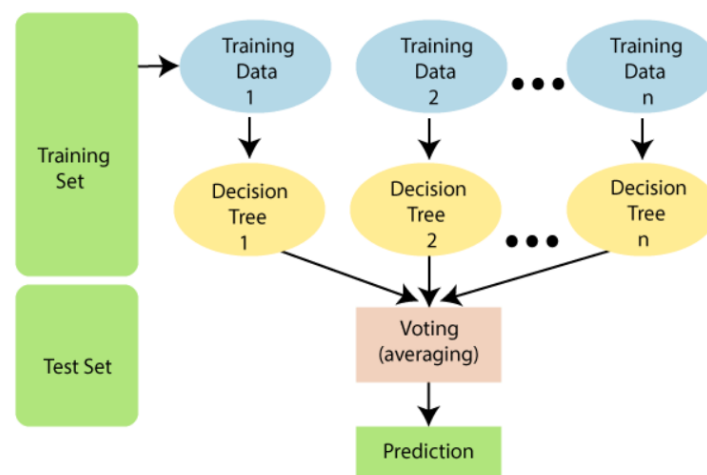 Training
Set
Test Set
Training
Data
1
Training
Data
2
Training
Data
n
Decision
Tree
1
Decision
Tree
2
Decision
Tree
n
Voting
(averaging)
Prediction